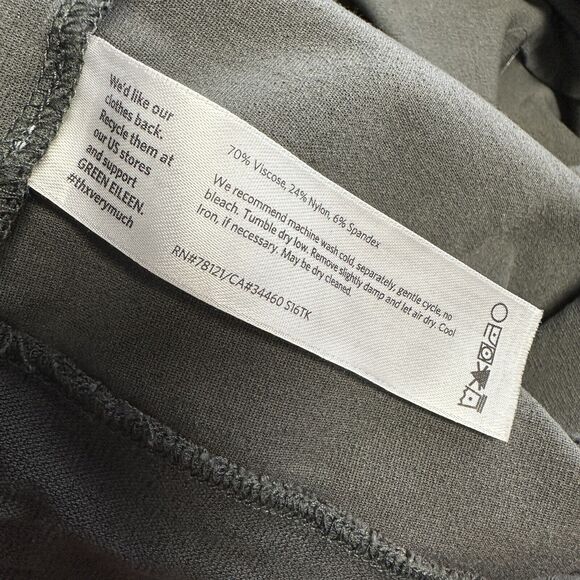 We'd like our
clothes back.
Recycle them at
our US stores
and support
GREEN EILEEN.
#thxverymuch
70% Viscose, 24% Nylon, 6% Spandex
We recommend machine wash cold, separately, gentle cycle, no
bleach. Tumble dry low. Remove slightly damp and let air dry. Cool
Iron, if necessary. May be dry cleaned.
RN#78121/CA#34460 S16TK